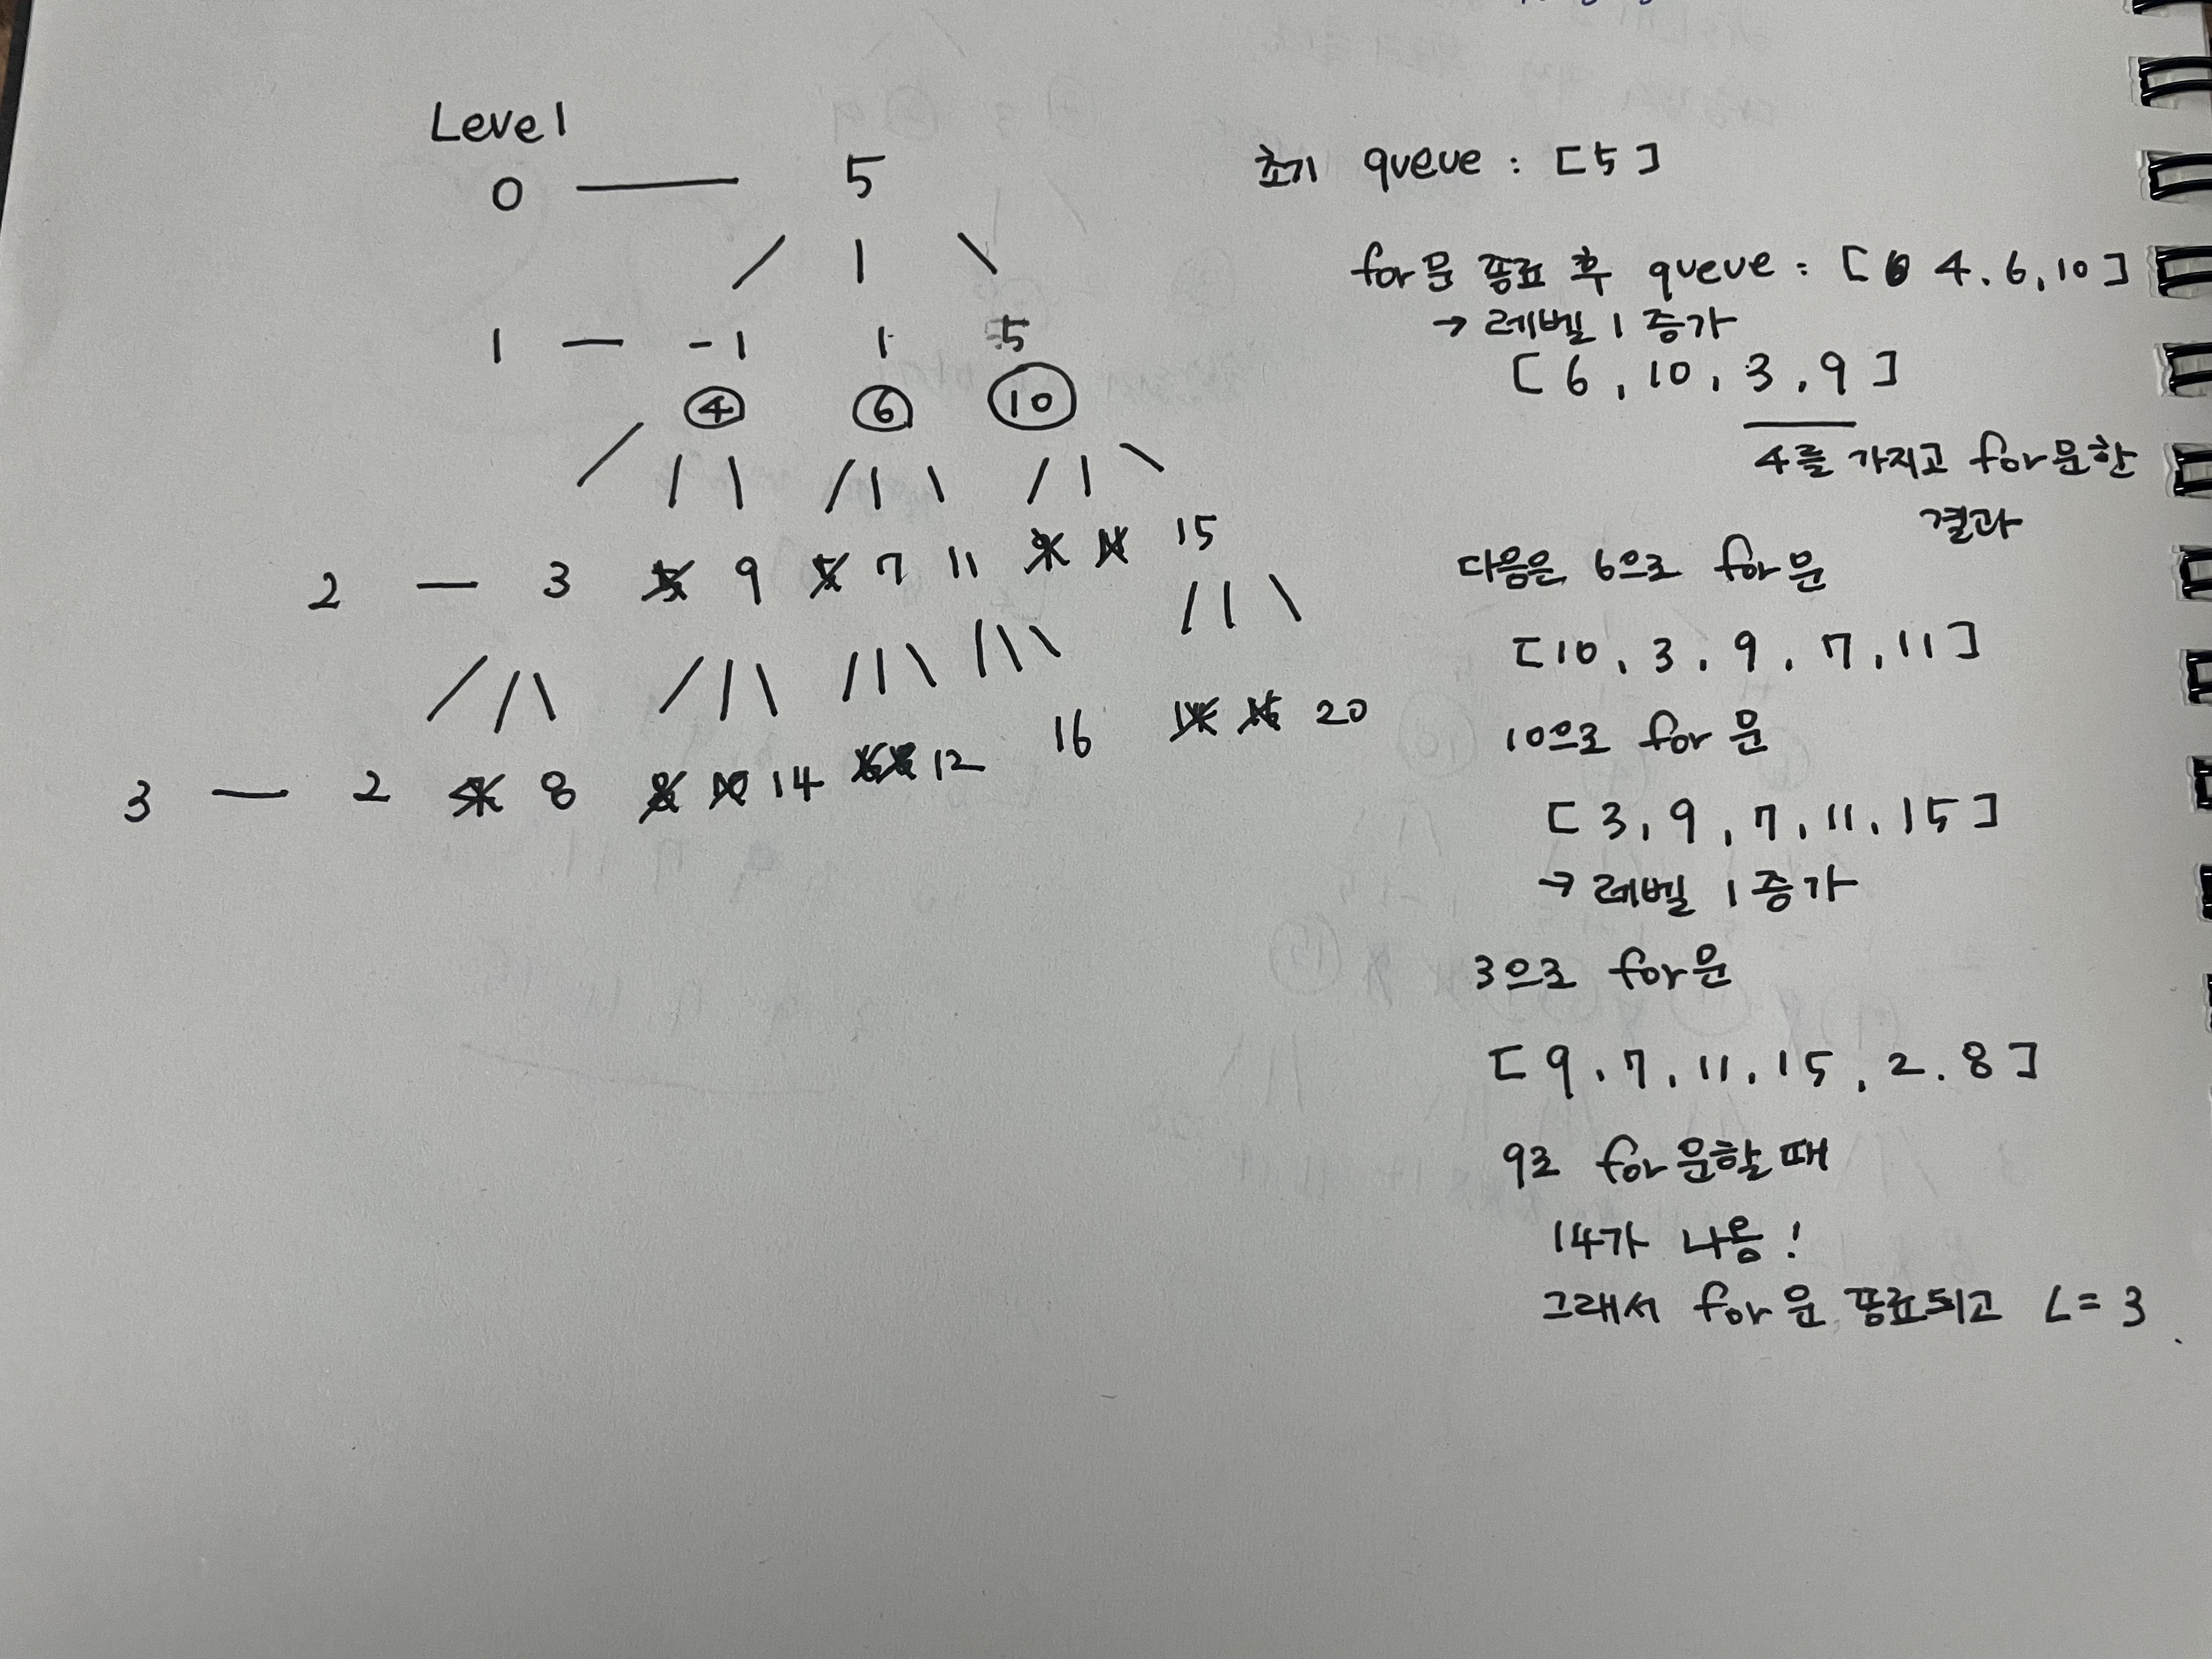 Level
0 — 5
1 — -1 1 5
4 6 10
2 — 3 5 9 5 7 11 9 11 15
3 — 2 4 8 8 10 14 12 16 20
초기 queue : [5]
for문 종료 후 queue : [4, 6, 10]
→ 레벨 1 증가
[6, 10, 3, 9]
4를 가지고 for문한
결과
다음은 6으로 for문
[10, 3, 9, 7, 11]
10으로 for문
[3, 9, 7, 11, 15]
→ 레벨 1 증가
3으로 for문
[9, 7, 11, 15, 2, 8]
9로 for문할 때
14가 나옴!
그래서 for문 종료되고 L = 3.